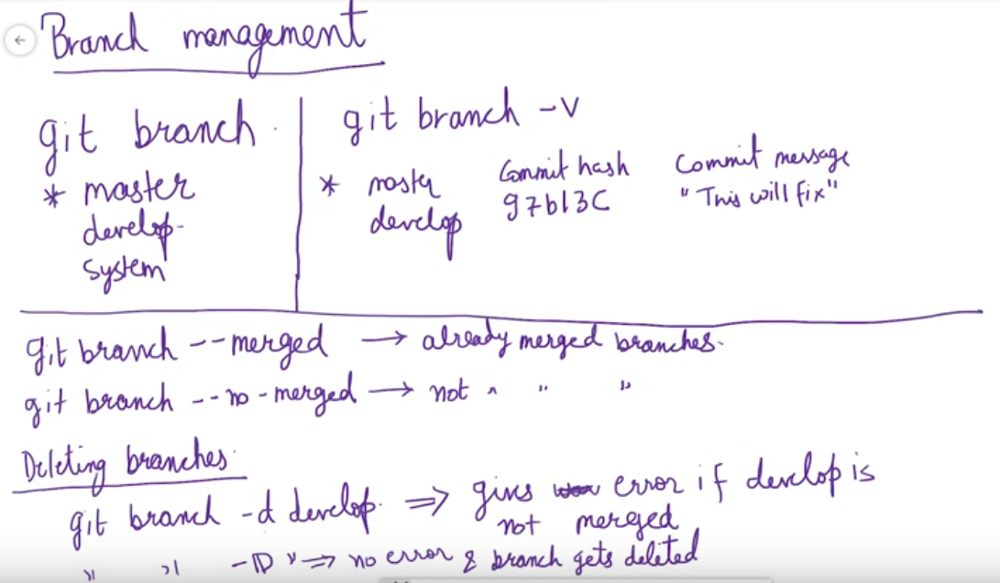 Branch management
git branch
* master
develop
system
git branch -v
Commit hash Commit message
* master g7b13C "This will fix"
develop
git branch --merged → already merged branches.
git branch --no-merged → not " " "
Deleting branches
git branch -d develop. ⇒ gives error if develop is
not merged
" " -D " ⇒ no error & branch gets deleted